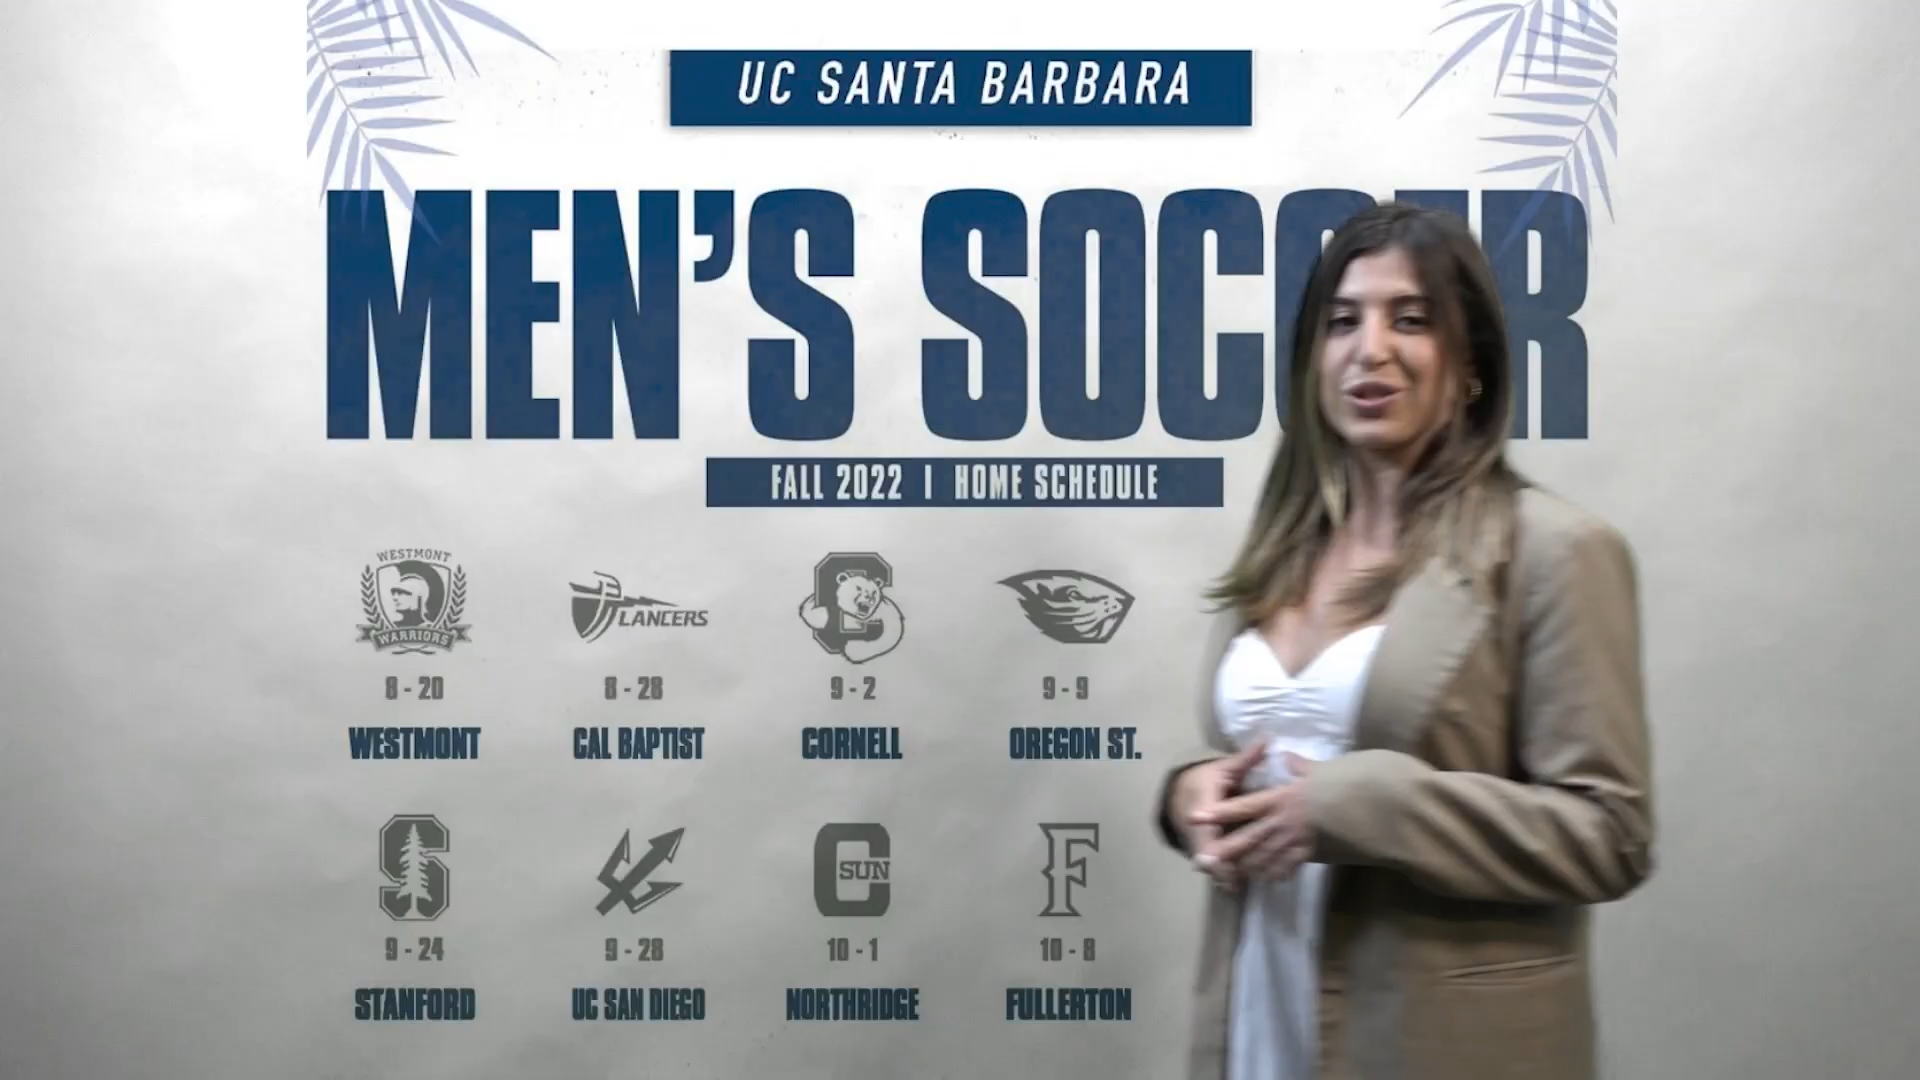 UC SANTA BARBARA
MEN'S SOCCER
FALL 2022 | HOME SCHEDULE
WESTMONT
WARRIORS
LANCERS
8 - 20
8 - 28
9 - 2
9 - 9
WESTMONT
CAL BAPTIST
CORNELL
OREGON ST.
SUN
9 - 24
9 - 28
10 - 1
10 - 8
STANFORD
UC SAN DIEGO
NORTHRIDGE
FULLERTON